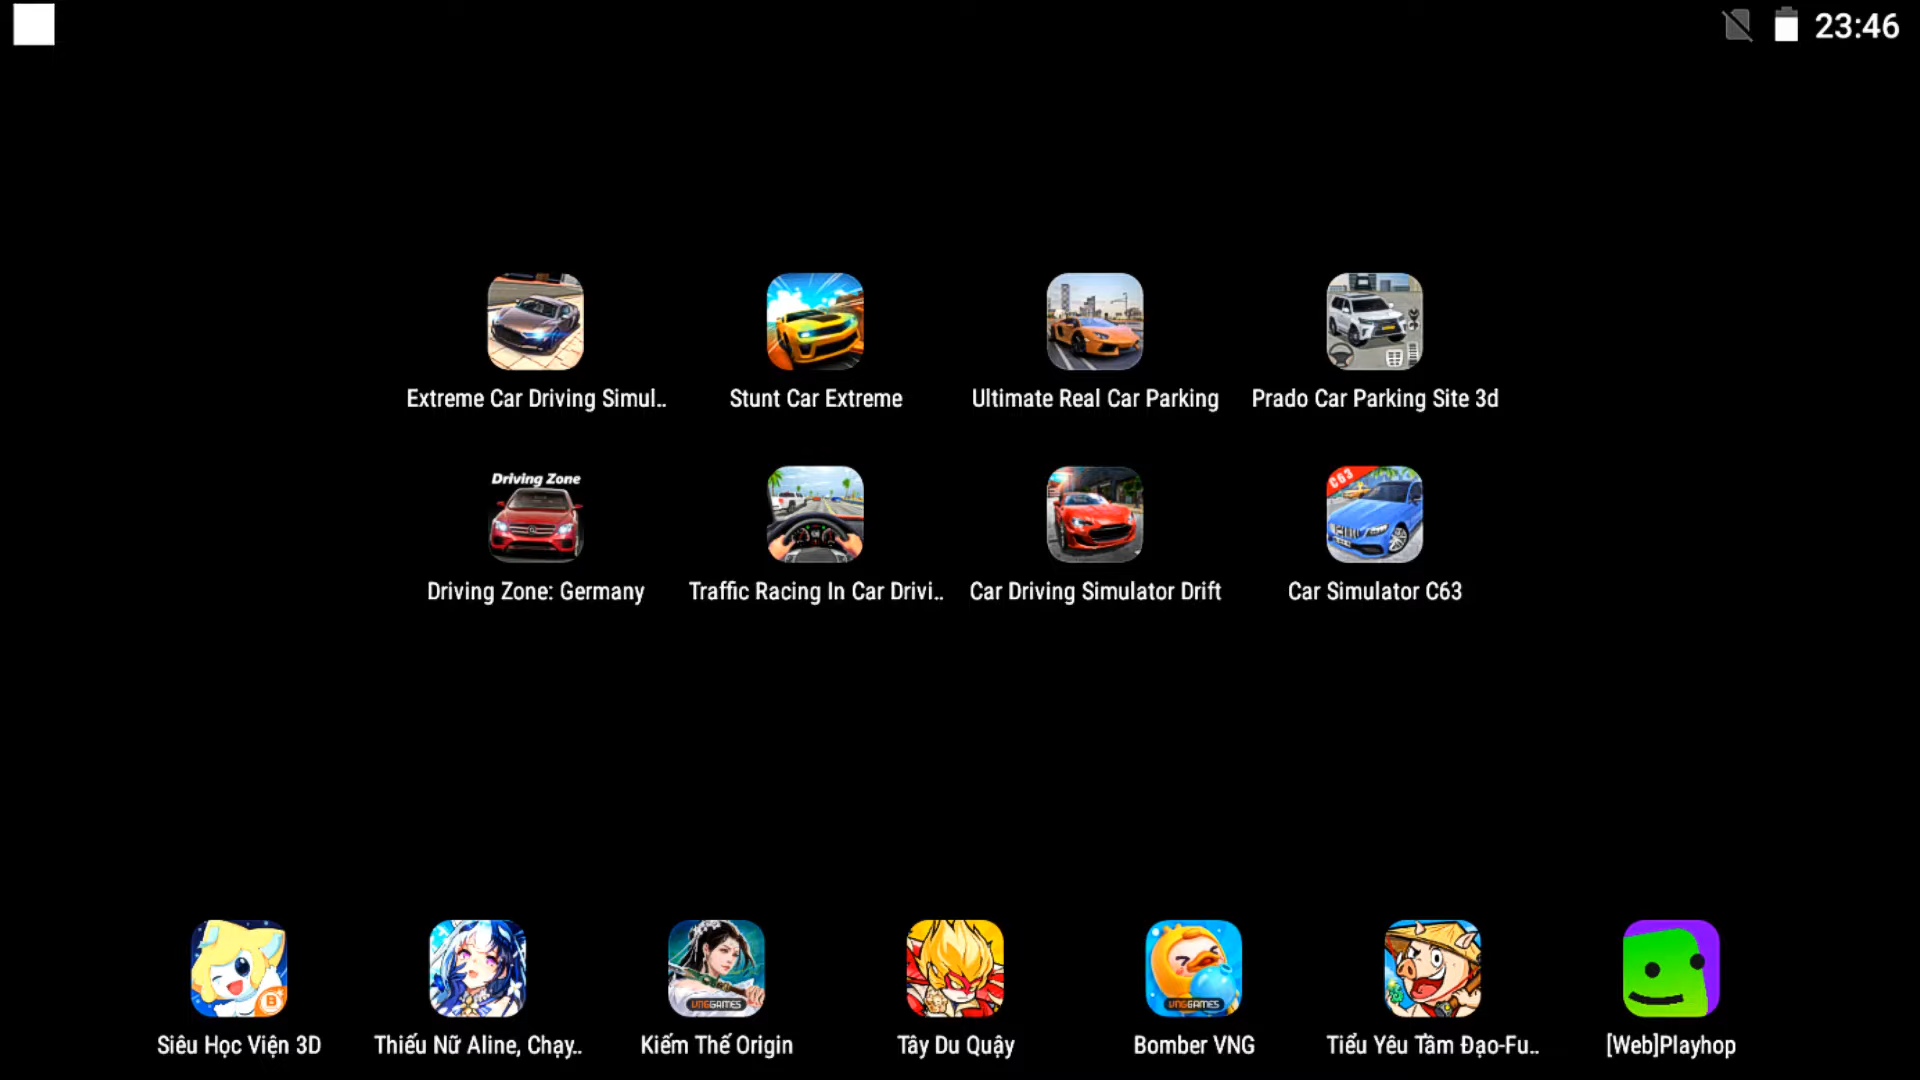 23:46
Extreme Car Driving Simul..
Stunt Car Extreme
Ultimate Real Car Parking
Prado Car Parking Site 3d
Driving Zone
C63
Driving Zone: Germany
Traffic Racing In Car Drivi..
Car Driving Simulator Drift
Car Simulator C63
B
VNGGAMES
VNGGAMES
Siêu Học Viện 3D
Thiếu Nữ Aline, Chạy..
Kiếm Thế Origin
Tây Du Quậy
Bomber VNG
Tiểu Yêu Tầm Đạo-Fu..
[Web]Playhop